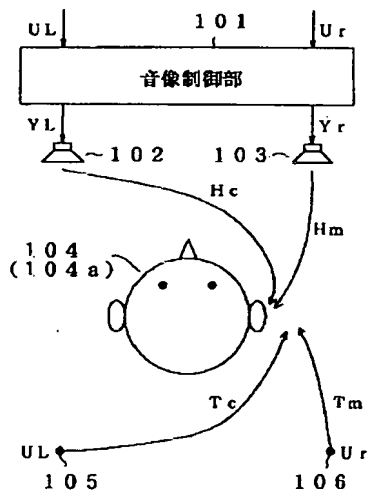 UL 101 Ur
音像制御部
YL Yr
102 103
Hc
Hm
104
(104a)
Tc Tm
UL Ur
105 106